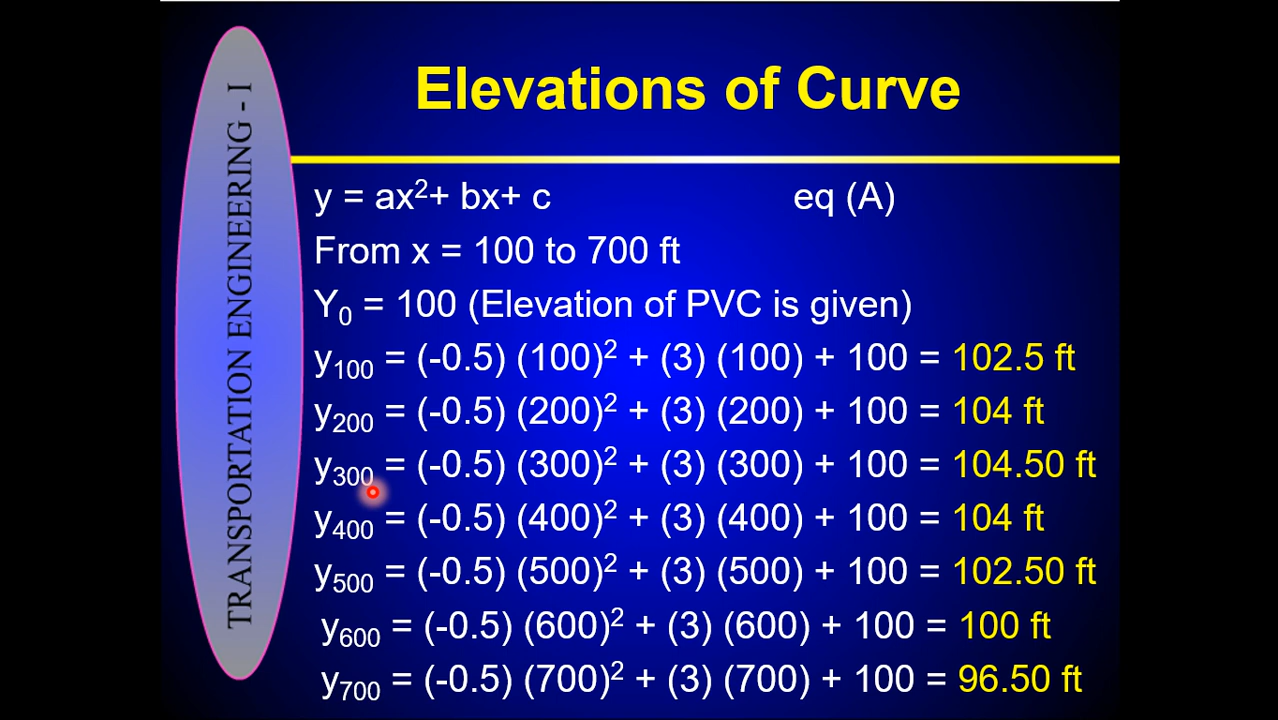 TRANSPORTATION ENGINEERING - I
Elevations of Curve
y = ax²+ bx+ c eq (A)
From x = 100 to 700 ft
Y₀ = 100 (Elevation of PVC is given)
y₁₀₀ = (-0.5) (100)² + (3) (100) + 100 = 102.5 ft
y₂₀₀ = (-0.5) (200)² + (3) (200) + 100 = 104 ft
y₃₀₀ = (-0.5) (300)² + (3) (300) + 100 = 104.50 ft
y₄₀₀ = (-0.5) (400)² + (3) (400) + 100 = 104 ft
y₅₀₀ = (-0.5) (500)² + (3) (500) + 100 = 102.50 ft
y₆₀₀ = (-0.5) (600)² + (3) (600) + 100 = 100 ft
y₇₀₀ = (-0.5) (700)² + (3) (700) + 100 = 96.50 ft